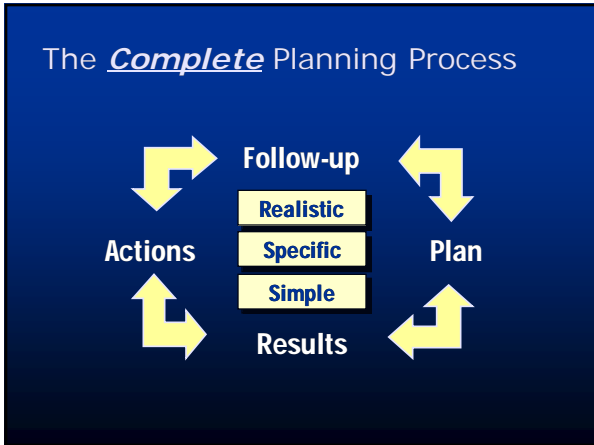 The Complete Planning Process
Follow-up
Realistic
Actions
Specific
Plan
Simple
Results